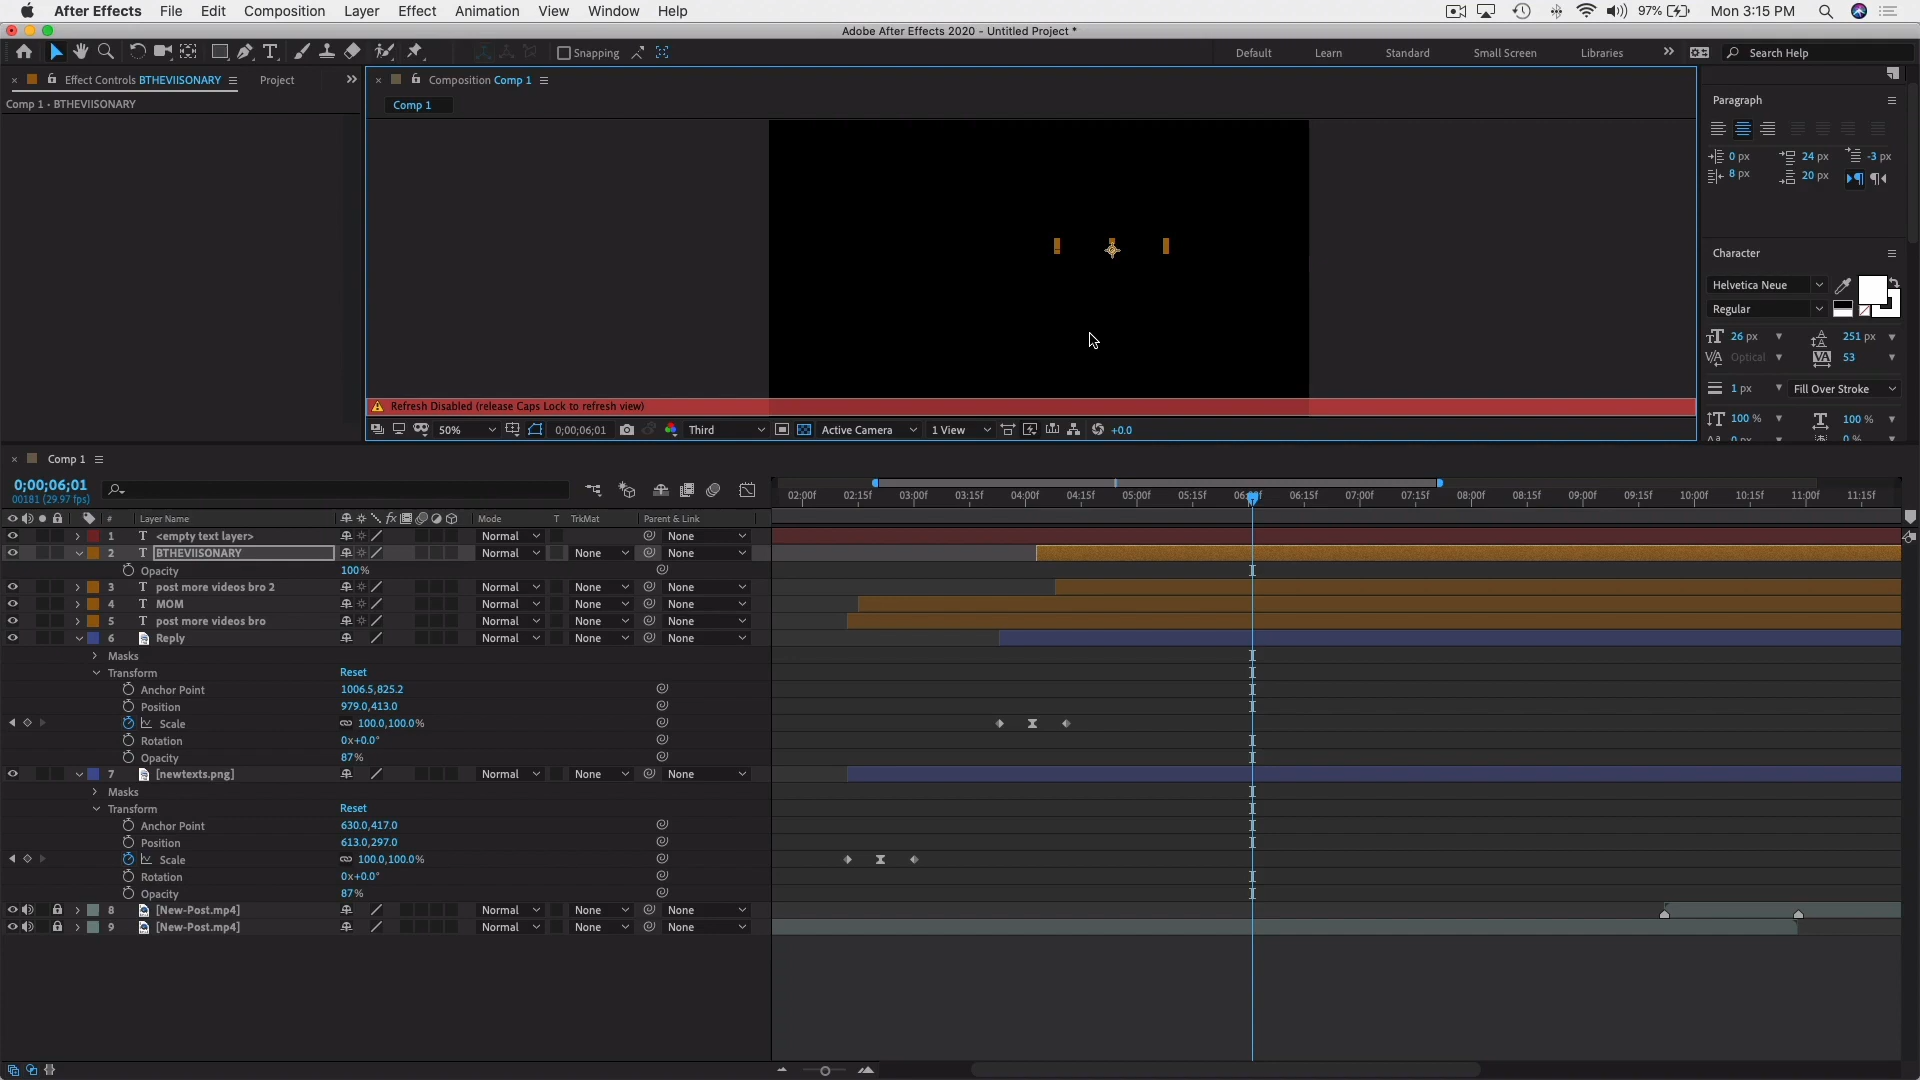 After Effects File Edit Composition Layer Effect Animation View Window Help 97% Mon 3:15 PM
Adobe After Effects 2020 - Untitled Project *
Snapping Default Learn Standard Small Screen Libraries Search Help
Effect Controls BTHEVIISONARY Project
Comp 1 • BTHEVIISONARY
Composition Comp 1
Comp 1
Refresh Disabled (release Caps Lock to refresh view)
50% 0;00;06;01 Third Active Camera 1 View +0.0
Paragraph
0 px 24 px -3 px
8 px 20 px
Character
Helvetica Neue
Regular
26 px 251 px
Optical 53
1 px Fill Over Stroke
100 % 100 %
0 px 0 %
Comp 1
0;00;06;01
00181 (29.97 fps)
02:00f 02:15f 03:00f 03:15f 04:00f 04:15f 05:00f 05:15f 06:00f 06:15f 07:00f 07:15f 08:00f 08:15f 09:00f 09:15f 10:00f 10:15f 11:00f 11:15f
# Layer Name fx Mode T TrkMat Parent & Link
1 T <empty text layer> Normal None
2 T BTHEVIISONARY Normal None None
Opacity 100%
3 T post more videos bro 2 Normal None None
4 T MOM Normal None None
5 T post more videos bro Normal None None
6 Reply Normal None None
Masks
Transform Reset
Anchor Point 1006.5,825.2
Position 979.0,413.0
Scale 100.0,100.0%
Rotation 0x+0.0°
Opacity 87%
7 [newtexts.png] Normal None None
Masks
Transform Reset
Anchor Point 630.0,417.0
Position 613.0,297.0
Scale 100.0,100.0%
Rotation 0x+0.0°
Opacity 87%
8 [New-Post.mp4] Normal None None
9 [New-Post.mp4] Normal None None